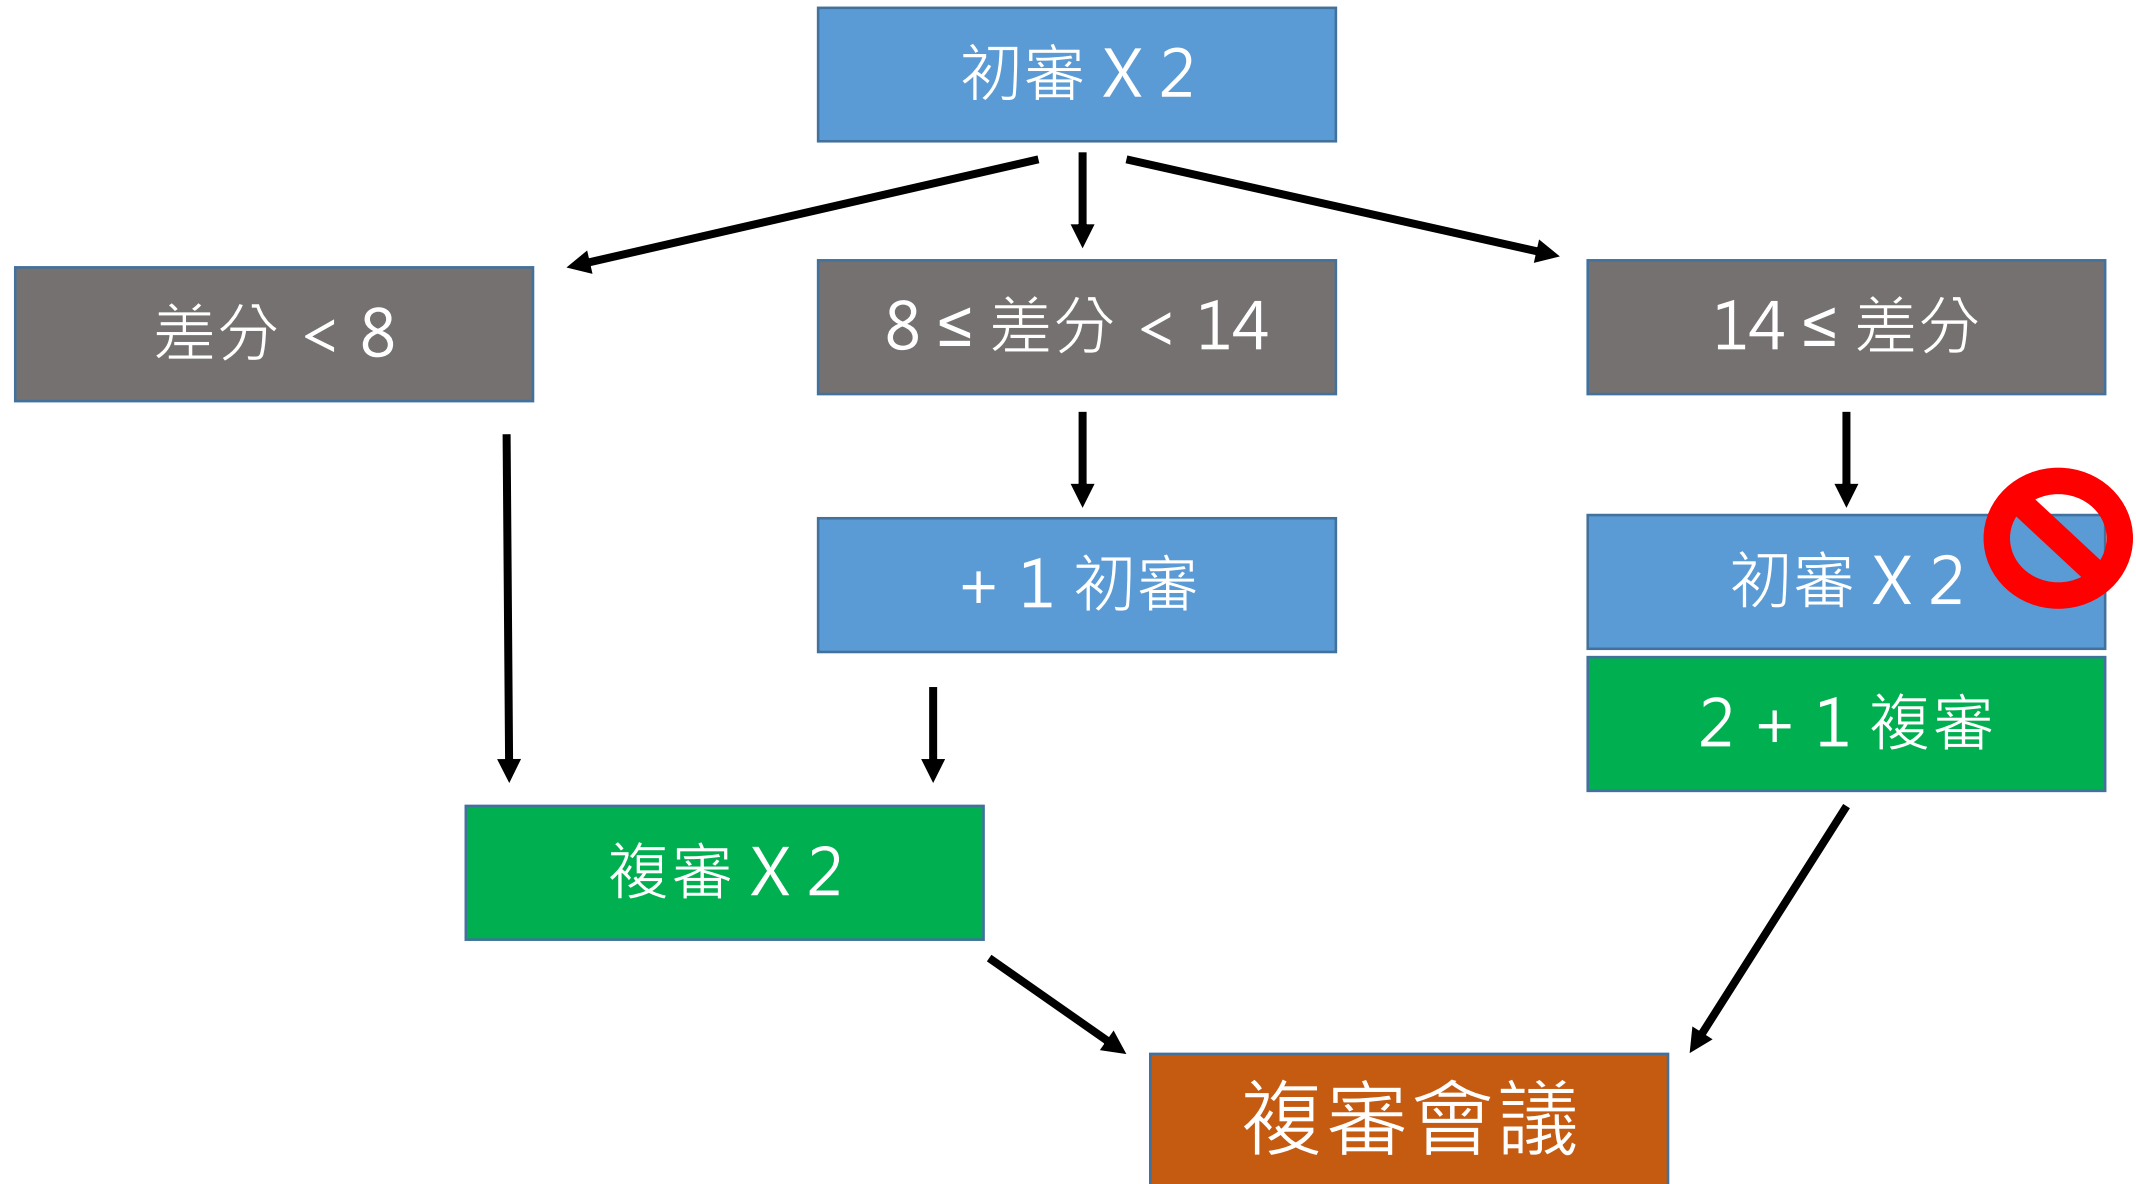 初審 X 2
差分 < 8
8 ≤ 差分 < 14
14 ≤ 差分
+ 1 初審
初審 X 2
2 + 1 複審
複審 X 2
複審會議